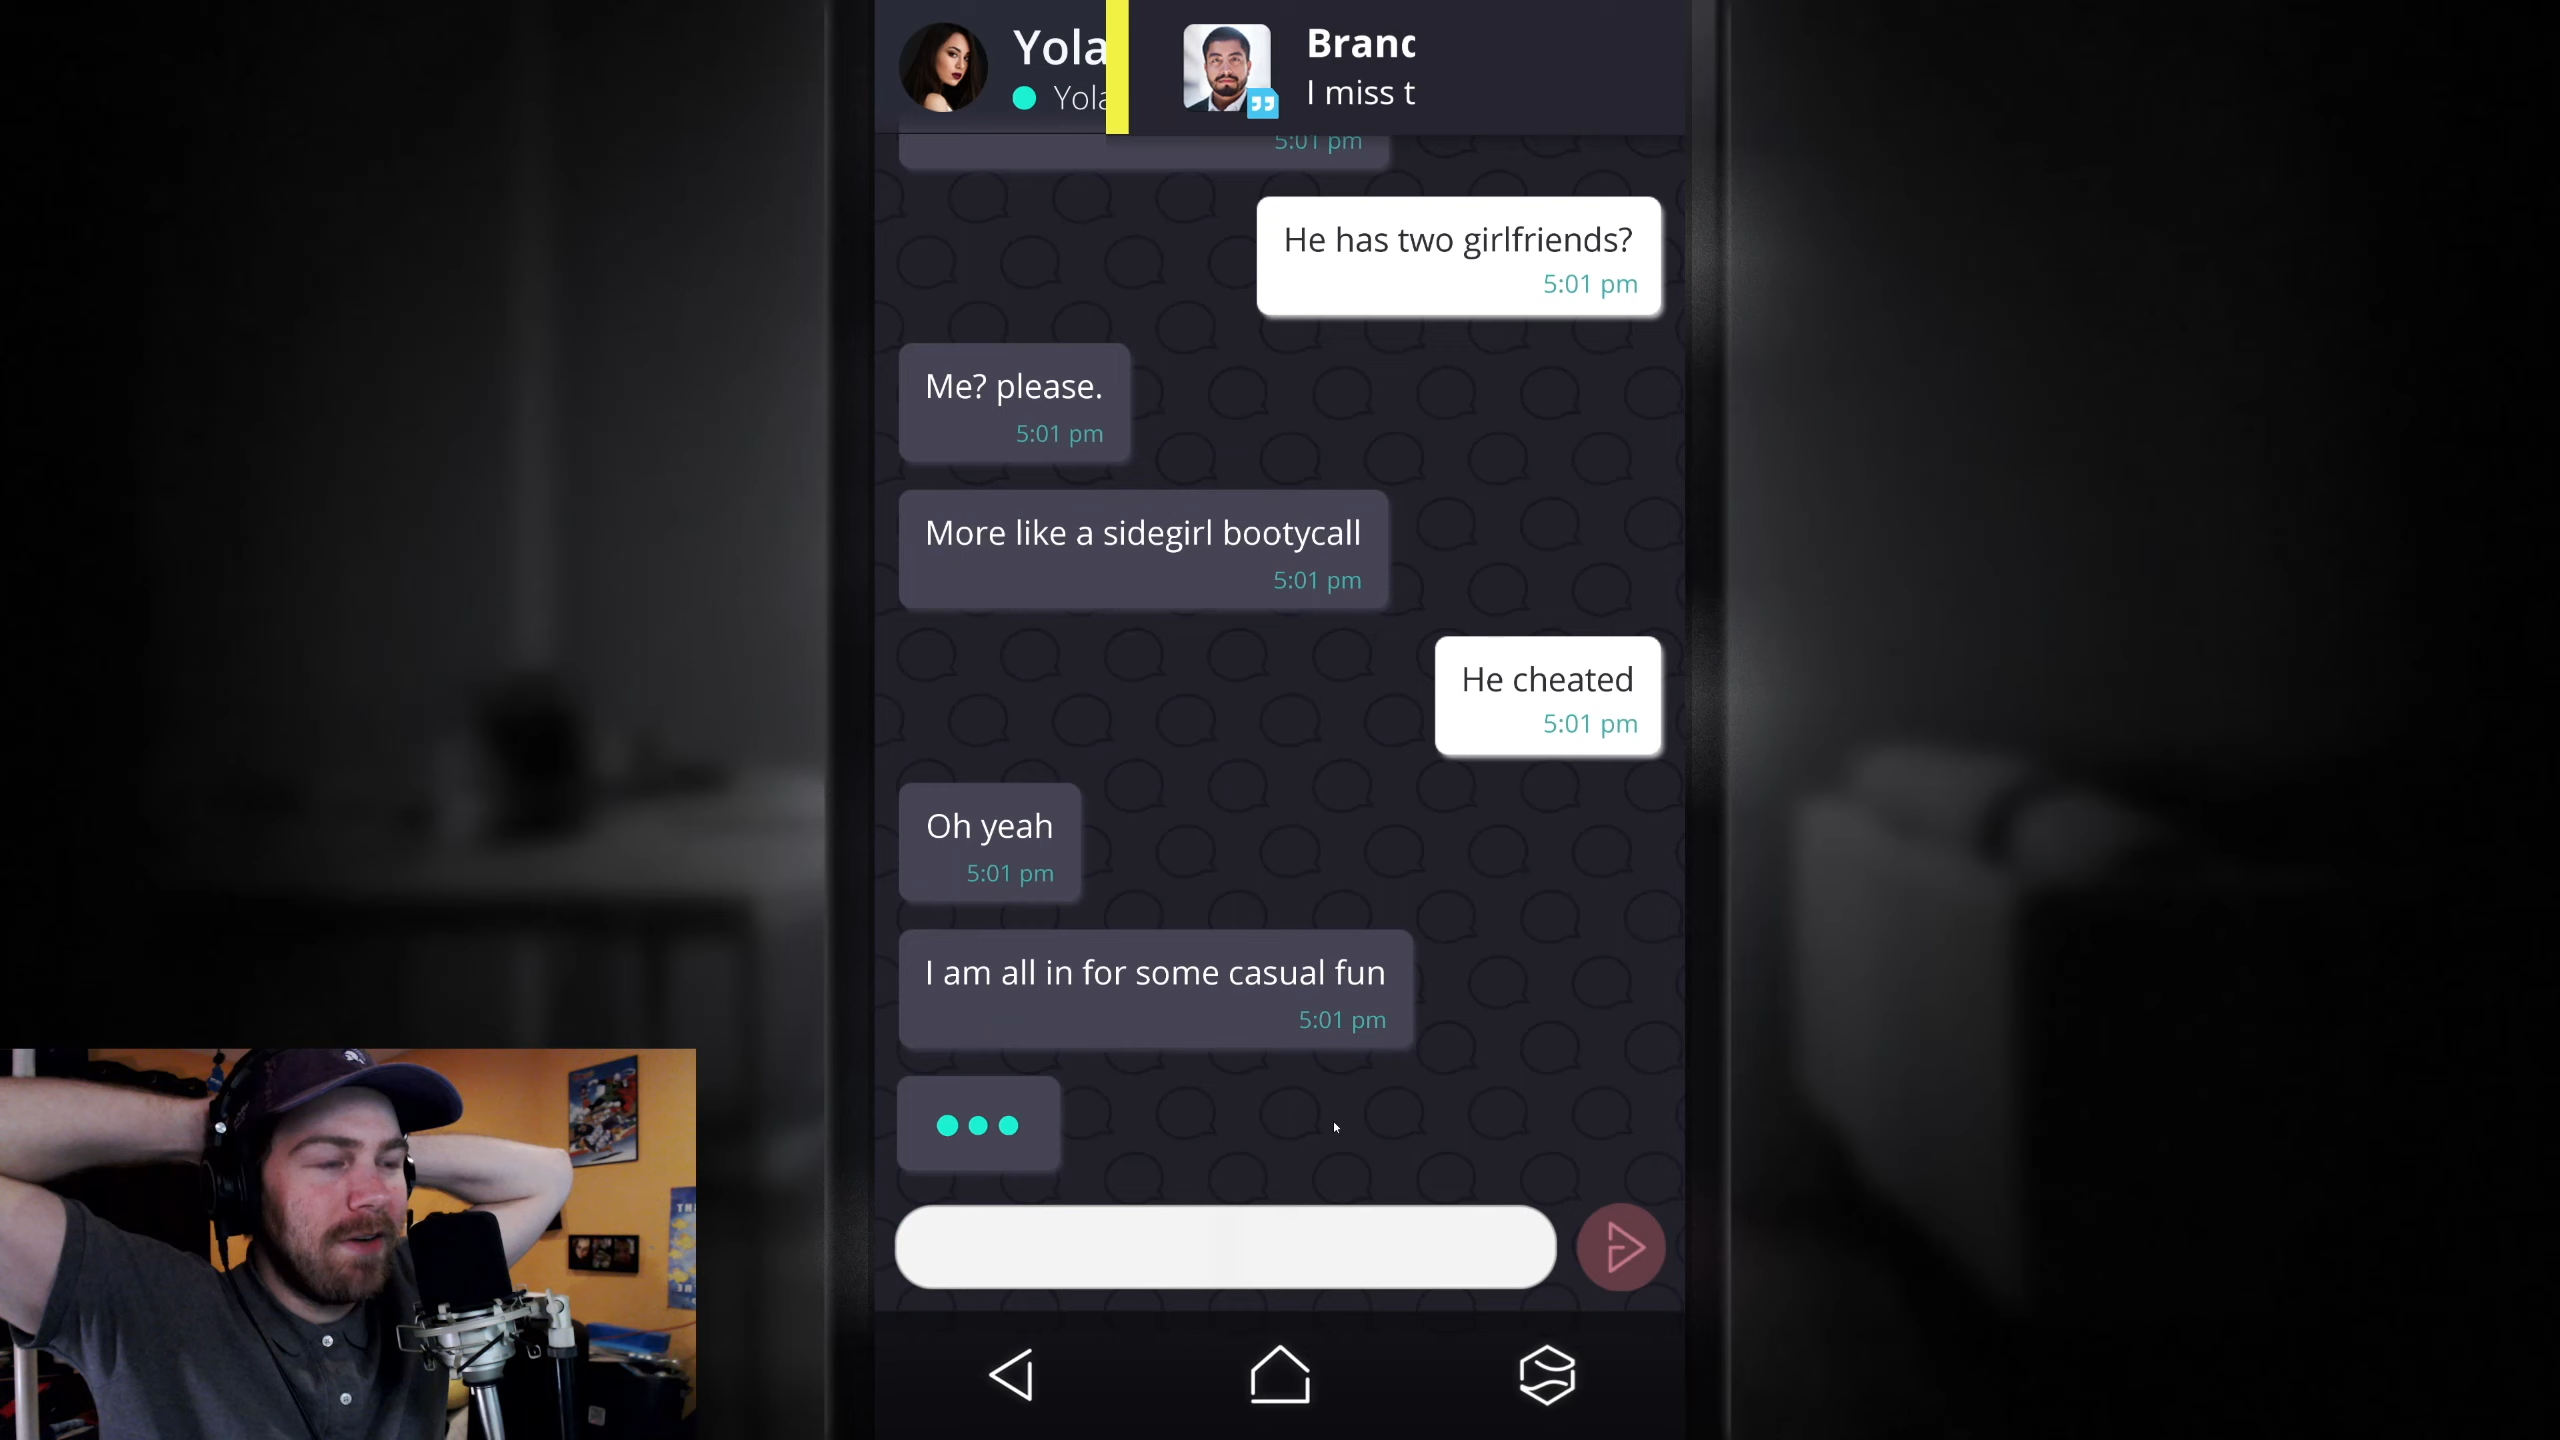 Yola
Yola
Branc
I miss t
5:01 pm
He has two girlfriends?
5:01 pm
Me? please.
5:01 pm
More like a sidegirl bootycall
5:01 pm
He cheated
5:01 pm
Oh yeah
5:01 pm
I am all in for some casual fun
5:01 pm